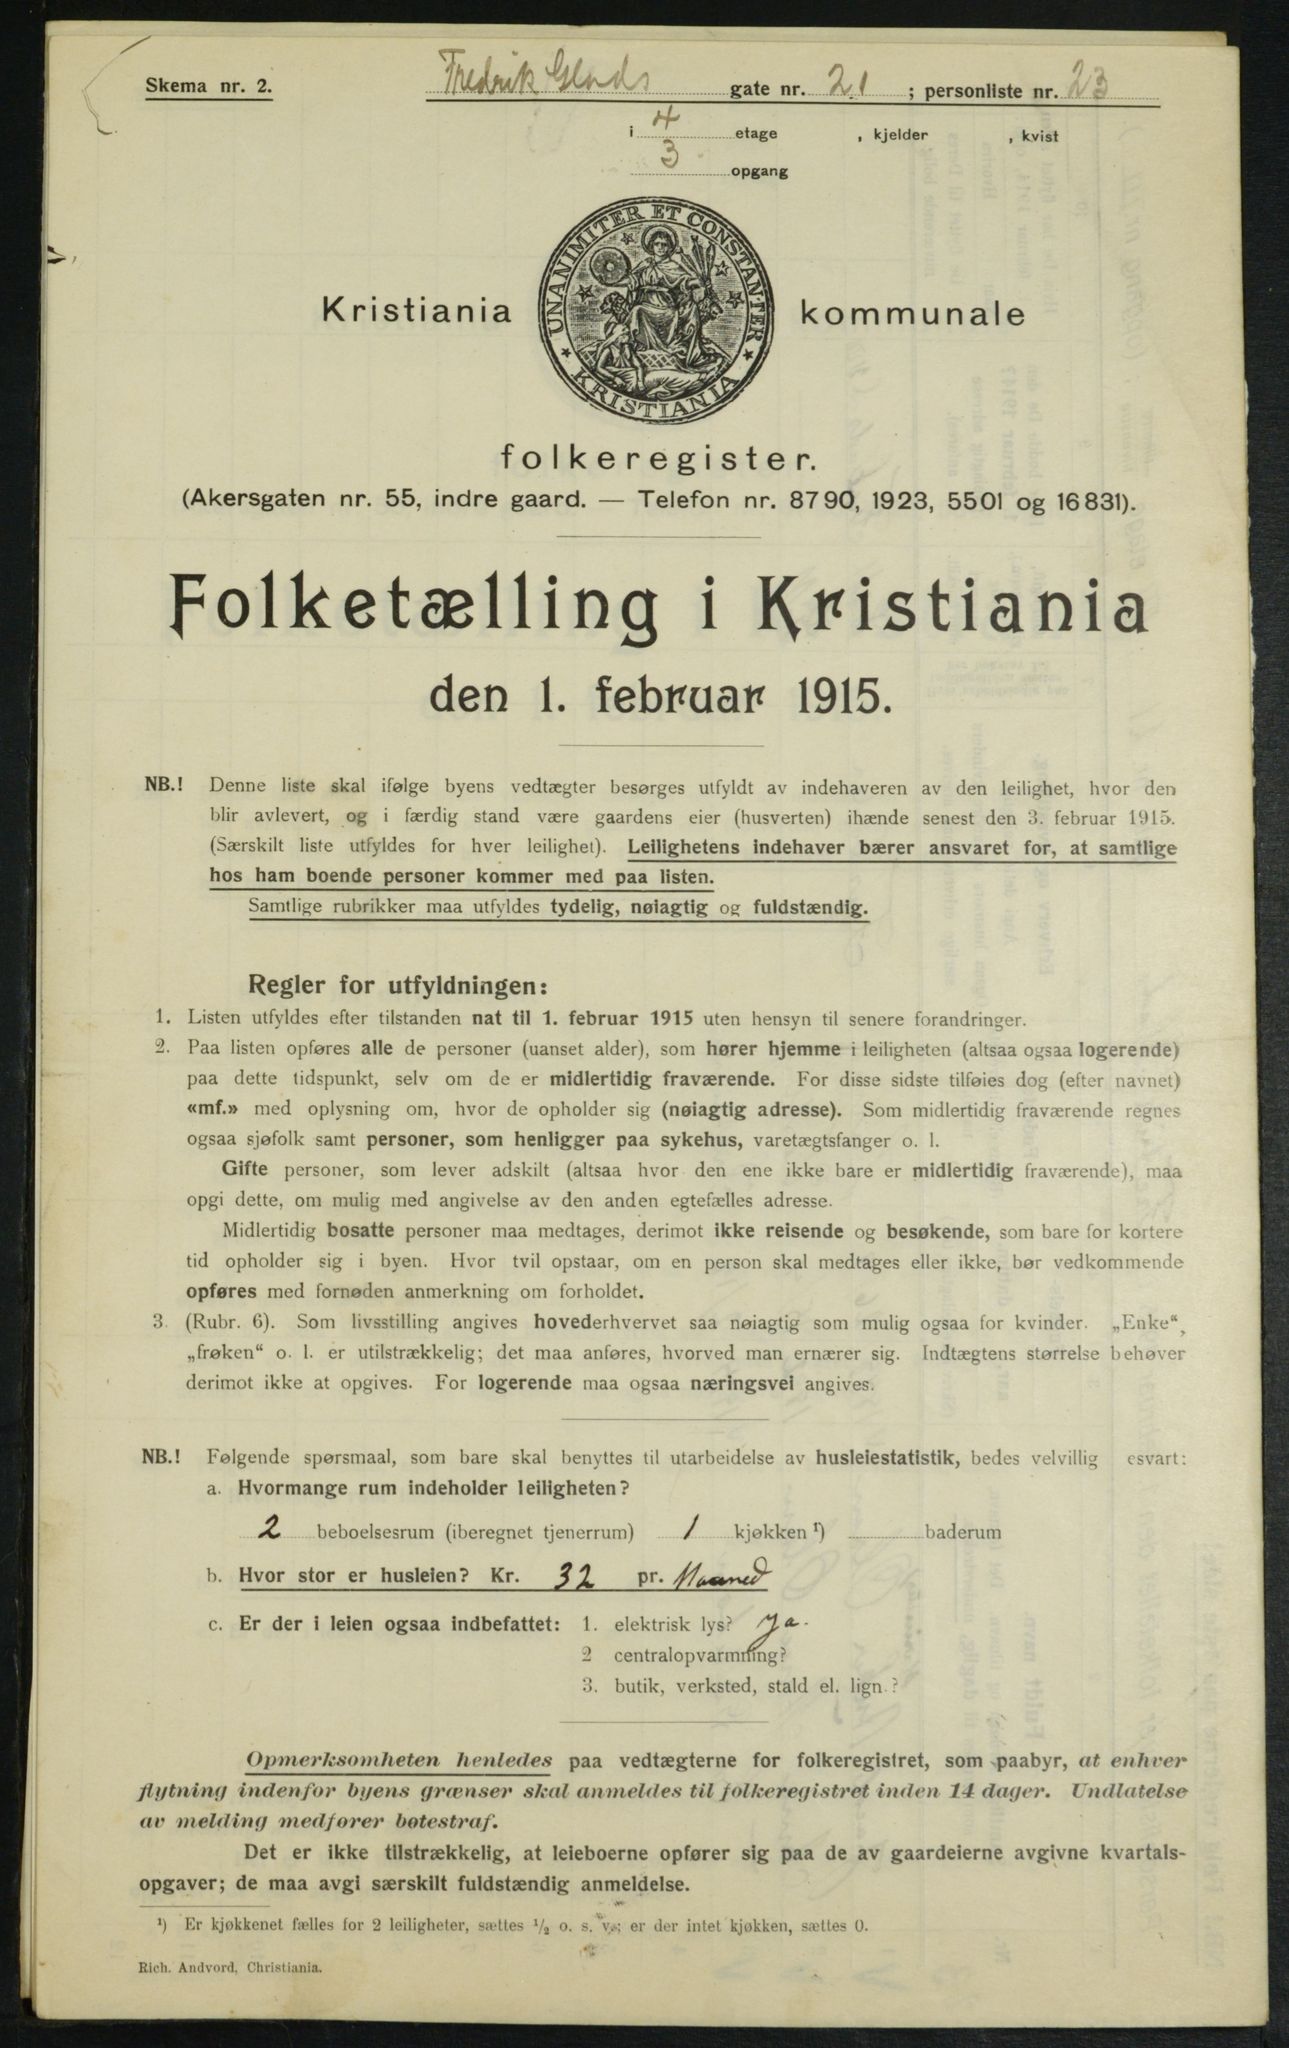 Skema nr. 2.
Fredrik Glads gate nr. 21 ; personliste nr. 23
i 4 etage , kjelder , kvist
3 opgang
UNANIMITER ET CONSTANTER
KRISTIANIA
Kristiania kommunale
folkeregister.
(Akersgaten nr. 55, indre gaard. — Telefon nr. 8790, 1923, 5501 og 16831).
Folketælling i Kristiania
den 1. februar 1915.
NB.! Denne liste skal ifølge byens vedtægter besørges utfyldt av indehaveren av den leilighet, hvor den
blir avlevert, og i færdig stand være gaardens eier (husverten) ihænde senest den 3. februar 1915.
(Særskilt liste utfyldes for hver leilighet). Leilighetens indehaver bærer ansvaret for, at samtlige
hos ham boende personer kommer med paa listen.
Samtlige rubrikker maa utfyldes tydelig, nøiagtig og fuldstændig.
Regler for utfyldningen:
1. Listen utfyldes efter tilstanden nat til 1. februar 1915 uten hensyn til senere forandringer.
2. Paa listen opføres alle de personer (uanset alder), som hører hjemme i leiligheten (altsaa ogsaa logerende)
paa dette tidspunkt, selv om de er midlertidig fraværende. For disse sidste tilføies dog (efter navnet)
«mf.» med oplysning om, hvor de opholder sig (nøiagtig adresse). Som midlertidig fraværende regnes
ogsaa sjøfolk samt personer, som henligger paa sykehus, varetægtsfanger o. l.
Gifte personer, som lever adskilt (altsaa hvor den ene ikke bare er midlertidig fraværende), maa
opgi dette, om mulig med angivelse av den anden egtefælles adresse.
Midlertidig bosatte personer maa medtages, derimot ikke reisende og besøkende, som bare for kortere
tid opholder sig i byen. Hvor tvil opstaar, om en person skal medtages eller ikke, bør vedkommende
opføres med fornøden anmerkning om forholdet.
3. (Rubr. 6). Som livsstilling angives hovederhvervet saa nøiagtig som mulig ogsaa for kvinder. „Enke“,
„frøken“ o. l. er utilstrækkelig; det maa anføres, hvorved man ernærer sig. Indtægtens størrelse behøver
derimot ikke at opgives. For logerende maa ogsaa næringsvei angives.
NB.! Følgende spørsmaal, som bare skal benyttes til utarbeidelse av husleiestatistik, bedes velvillig esvart:
a. Hvormange rum indeholder leiligheten?
2 beboelsesrum (iberegnet tjenerrum) 1 kjøkken ¹) baderum
b. Hvor stor er husleien? Kr. 32 pr. Maaned
c. Er der i leien ogsaa indbefattet: 1. elektrisk lys? Ja.
2 centralopvarmning?
3. butik, verksted, stald el. lign.?
Opmerksomheten henledes paa vedtægterne for folkeregistret, som paabyr, at enhver
flytning indenfor byens grænser skal anmeldes til folkeregistret inden 14 dager. Undlatelse
av melding medfører bøtestraf.
Det er ikke tilstrækkelig, at leieboerne opfører sig paa de av gaardeierne avgivne kvartals-
opgaver; de maa avgi særskilt fuldstændig anmeldelse.
¹) Er kjøkkenet fælles for 2 leiligheter, sættes ½ o. s. v.; er der intet kjøkken, sættes 0.
Rich. Andvord, Christiania.